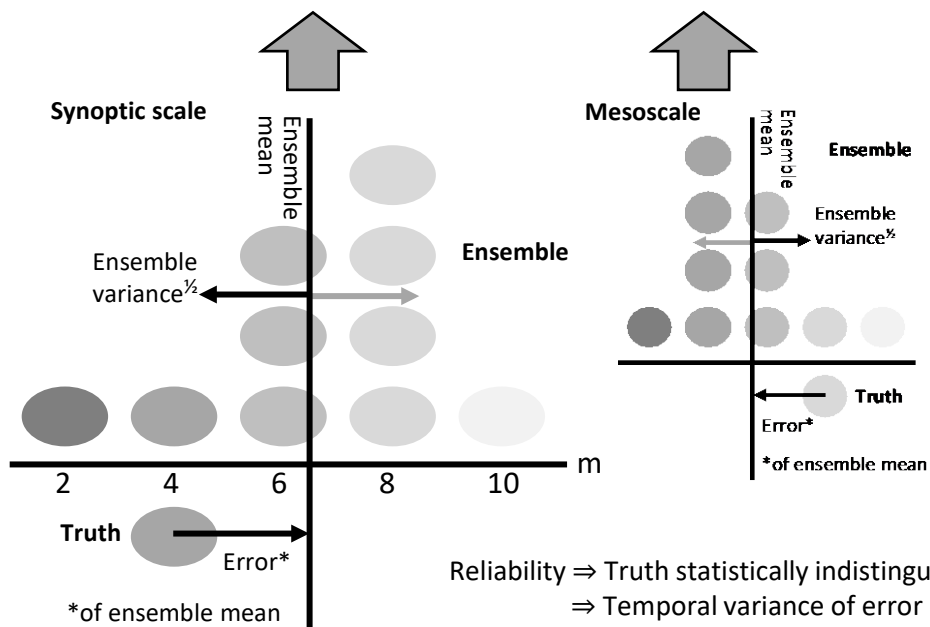 Synoptic scale
Ensemble
mean
Ensemble
Ensemble
variance½
2 4 6 8 10 m
Truth
Error*
*of ensemble mean
Mesoscale
Ensemble
mean
Ensemble
Ensemble
variance½
Truth
Error*
*of ensemble mean
Reliability ⇒ Truth statistically indistingu
⇒ Temporal variance of error